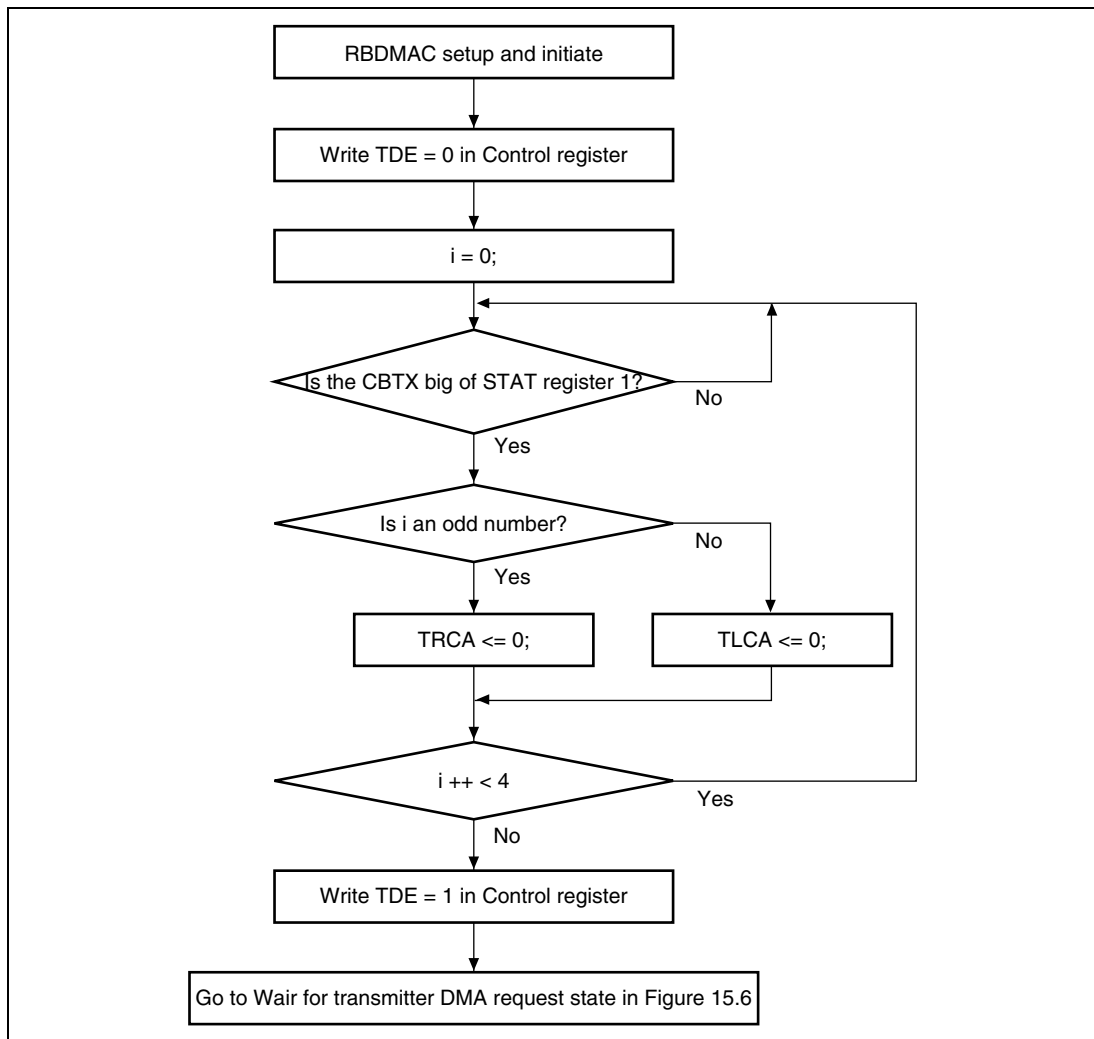 RBDMAC setup and initiate
Write TDE = 0 in Control register
i = 0;
Is the CBTX big of STAT register 1?
No
Yes
Is i an odd number?
No
Yes
TRCA <= 0;
TLCA <= 0;
i ++ < 4
Yes
No
Write TDE = 1 in Control register
Go to Wair for transmitter DMA request state in Figure 15.6